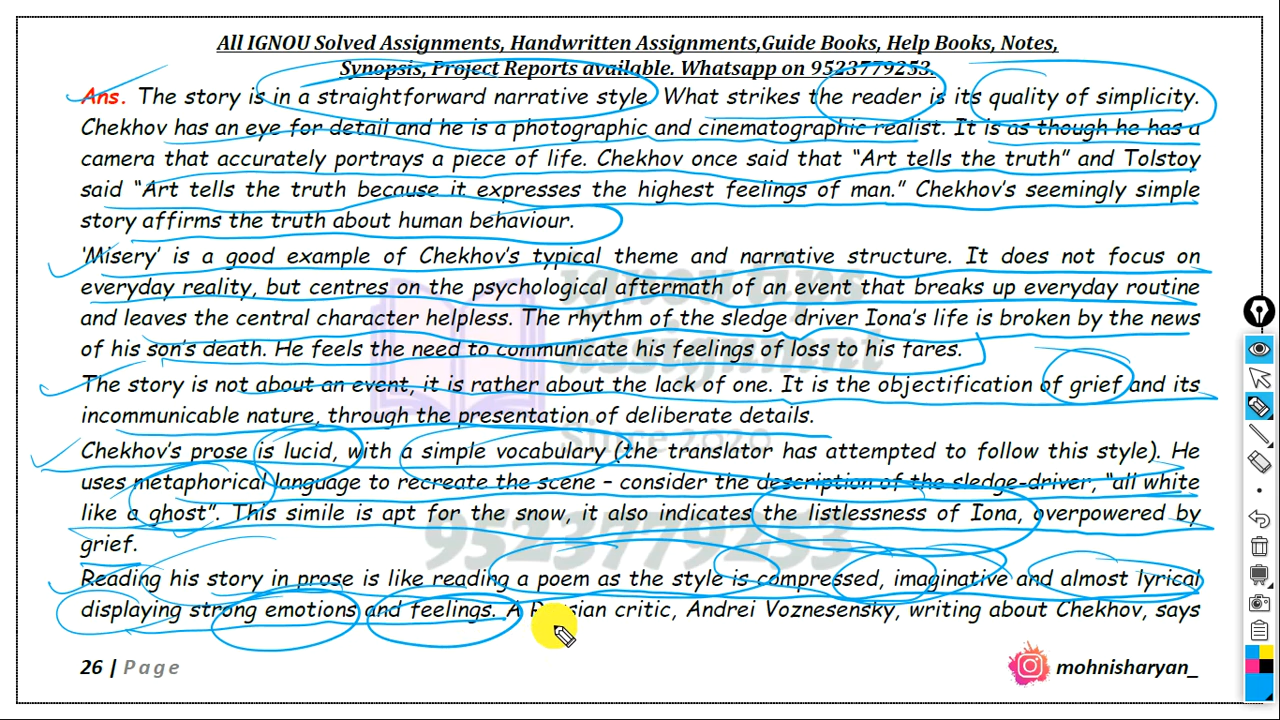 All IGNOU Solved Assignments, Handwritten Assignments,Guide Books, Help Books, Notes,
Synopsis, Project Reports available. Whatsapp on 9523779253.
Ans. The story is in a straightforward narrative style. What strikes the reader is its quality of simplicity.
Chekhov has an eye for detail and he is a photographic and cinematographic realist. It is as though he has a
camera that accurately portrays a piece of life. Chekhov once said that "Art tells the truth" and Tolstoy
said "Art tells the truth because it expresses the highest feelings of man." Chekhov's seemingly simple
story affirms the truth about human behaviour.
'Misery' is a good example of Chekhov's typical theme and narrative structure. It does not focus on
everyday reality, but centres on the psychological aftermath of an event that breaks up everyday routine
and leaves the central character helpless. The rhythm of the sledge driver Iona's life is broken by the news
of his son's death. He feels the need to communicate his feelings of loss to his fares.
The story is not about an event, it is rather about the lack of one. It is the objectification of grief and its
incommunicable nature, through the presentation of deliberate details.
Chekhov's prose is lucid, with a simple vocabulary (the translator has attempted to follow this style). He
uses metaphorical language to recreate the scene – consider the description of the sledge-driver, "all white
like a ghost". This simile is apt for the snow, it also indicates the listlessness of Iona, overpowered by
grief.
Reading his story in prose is like reading a poem as the style is compressed, imaginative and almost lyrical
displaying strong emotions and feelings. A Russian critic, Andrei Voznesensky, writing about Chekhov, says
ignou tips
assignment
Since 2020
9523779253
26 | Page
mohnisharyan_